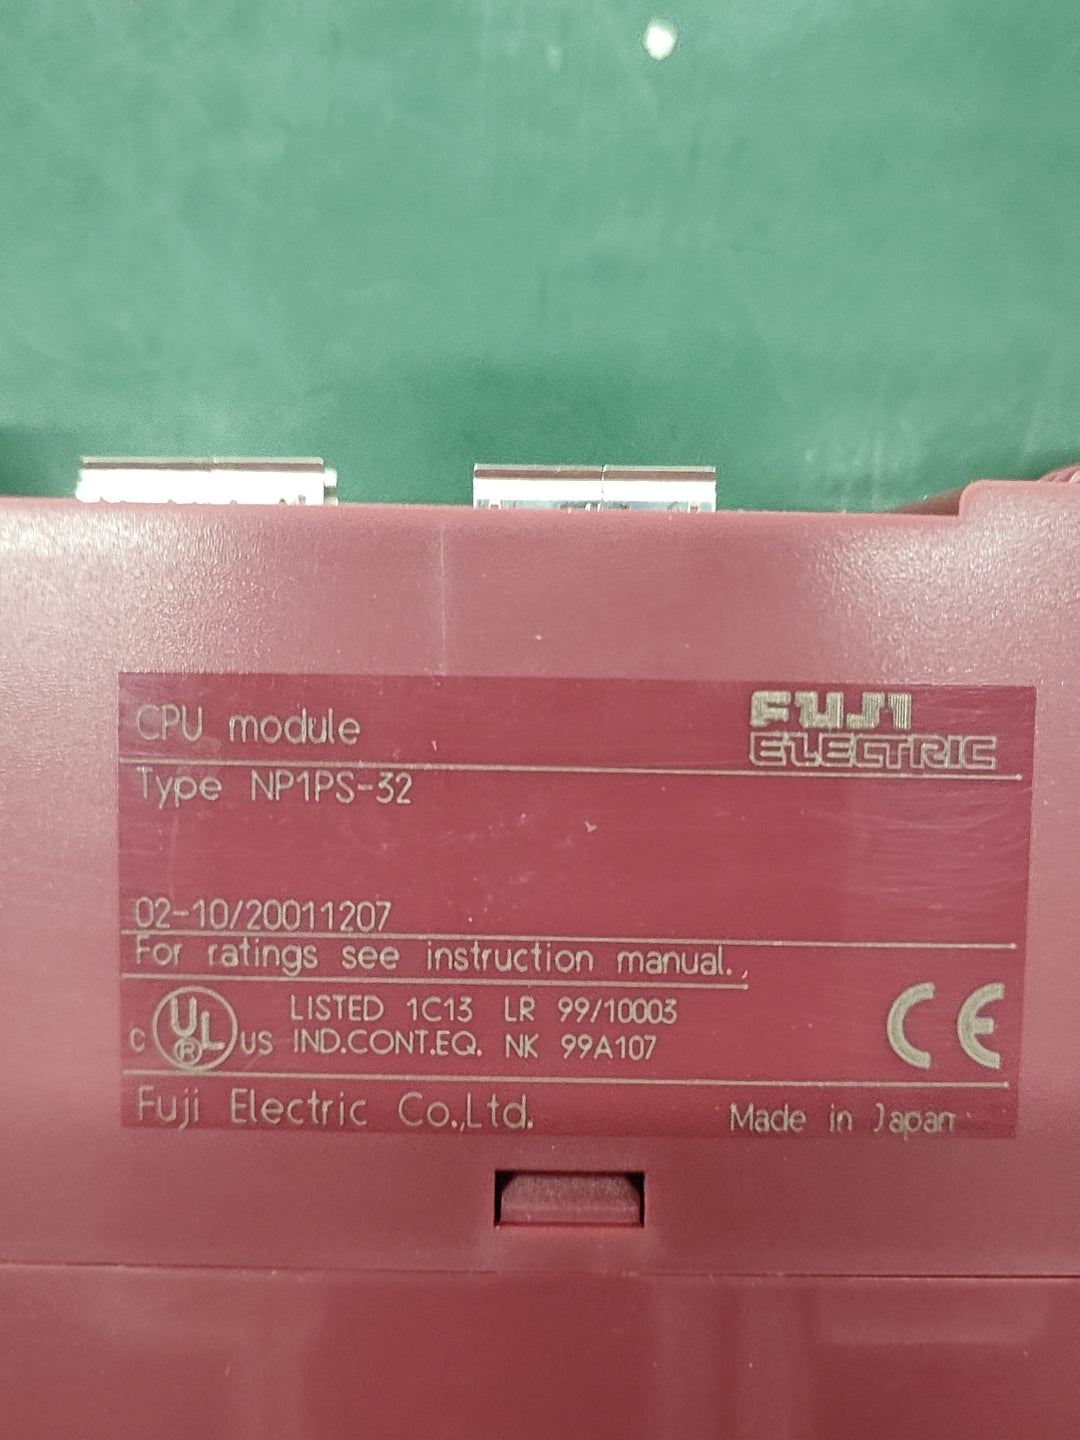 CPU module
FUJI
ELECTRIC
Type NP1PS-32
02-10/20011207
For ratings see instruction manual.
C UL® US LISTED 1C13 LR 99/10003
IND.CONT.EQ. NK 99A107
CE
Fuji Electric Co.,Ltd.
Made in Japan